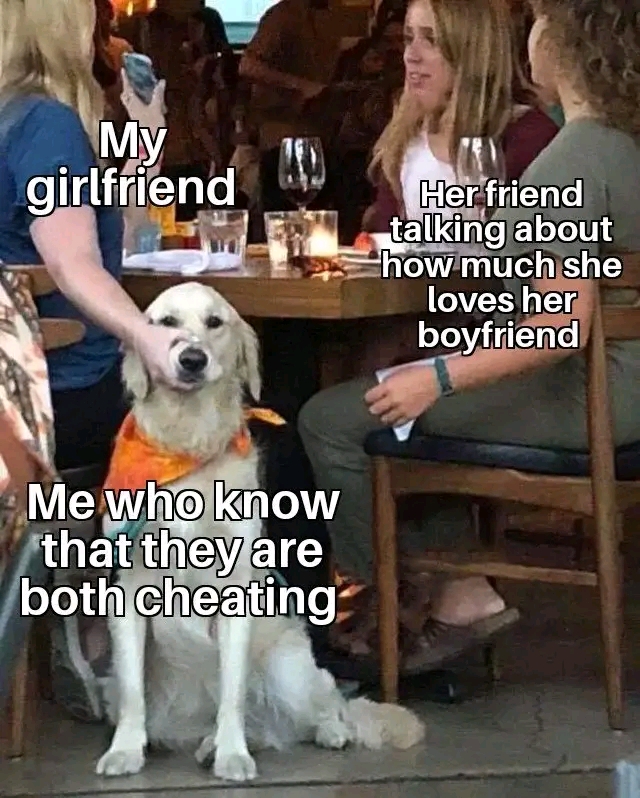 My
girlfriend
Her friend
talking about
how much she
loves her
boyfriend
Me who know
that they are
both cheating